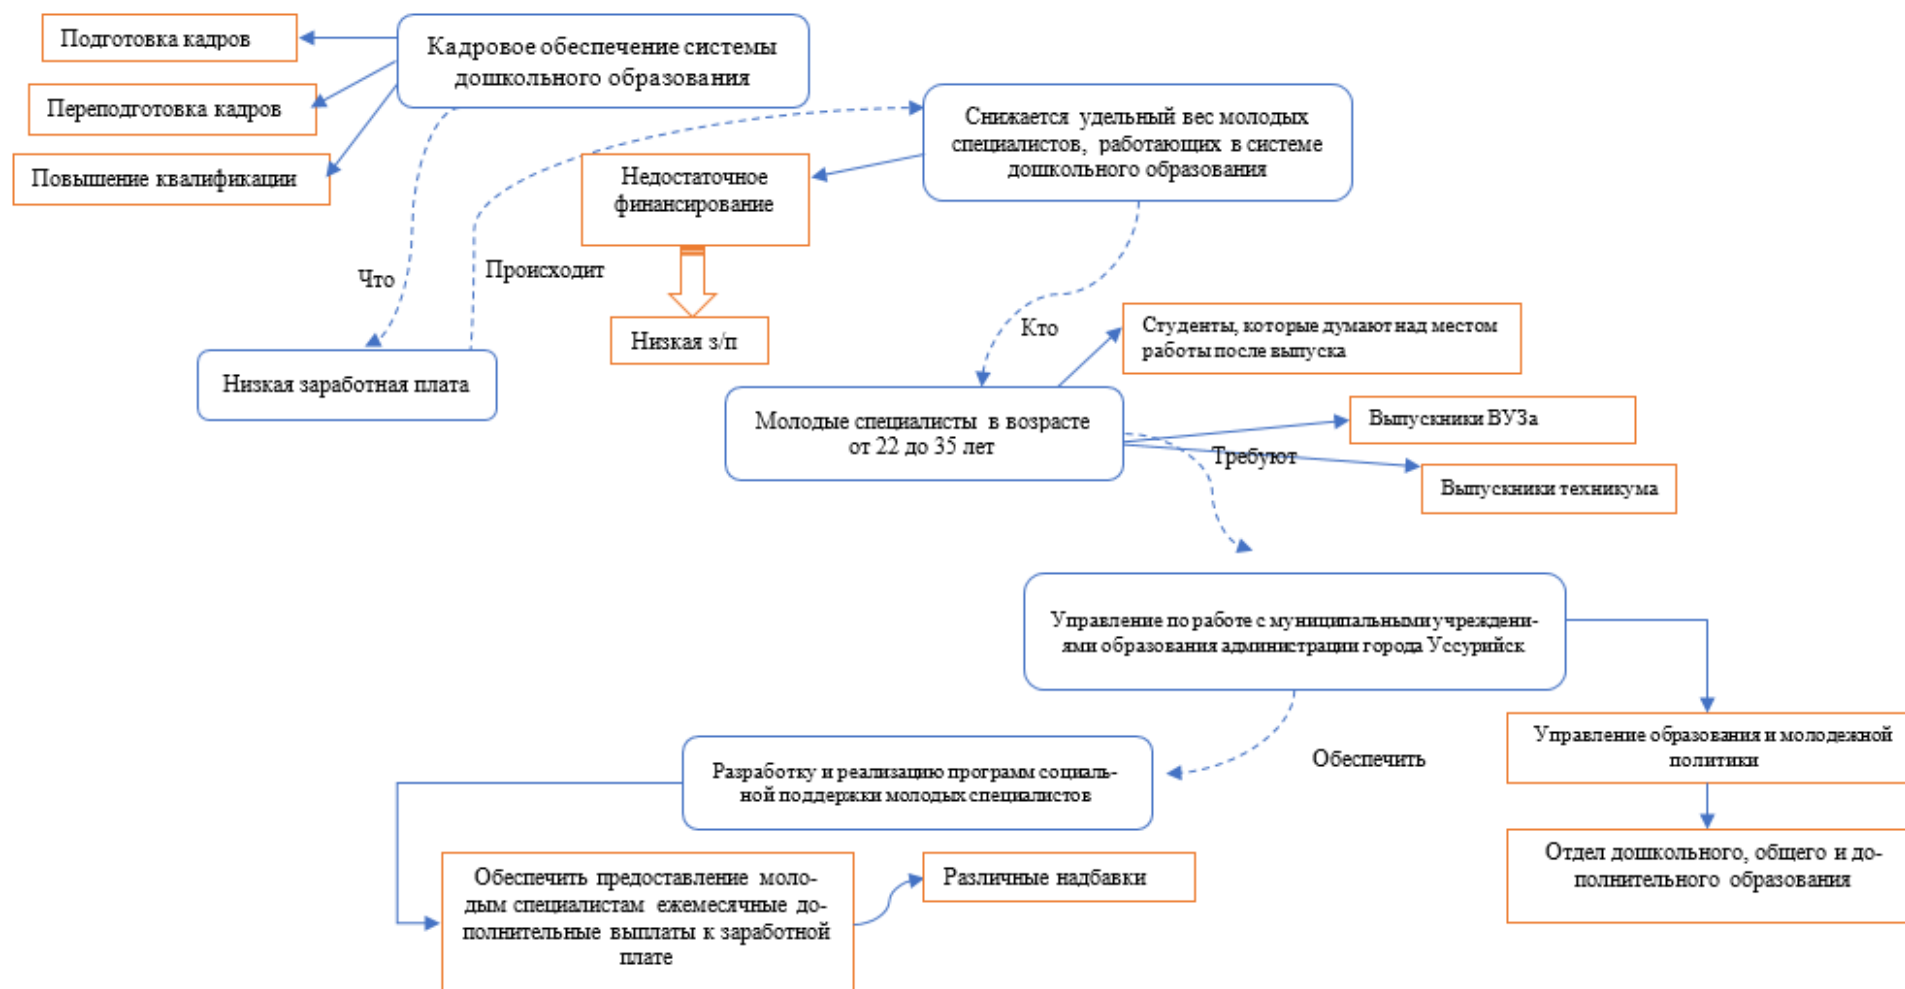 Подготовка кадров
Кадровое обеспечение системы
дошкольного образования
Переподготовка кадров
Повышение квалификации
Снижается удельный вес молодых
специалистов, работающих в системе
дошкольного образования
Недостаточное
финансирование
Что
Происходит
Низкая з/п
Низкая заработная плата
Кто
Студенты, которые думают над местом
работы после выпуска
Молодые специалисты в возрасте
от 22 до 35 лет
Выпускники ВУЗа
Требуют
Выпускники техникума
Управление по работе с муниципальными учреждени-
ями образования администрации города Уссурийск
Управление образования и молодежной
политики
Обеспечить
Разработку и реализацию программ социаль-
ной поддержки молодых специалистов
Отдел дошкольного, общего и до-
полнительного образования
Обеспечить предоставление моло-
дым специалистам ежемесячные до-
полнительные выплаты к заработной
плате
Различные надбавки